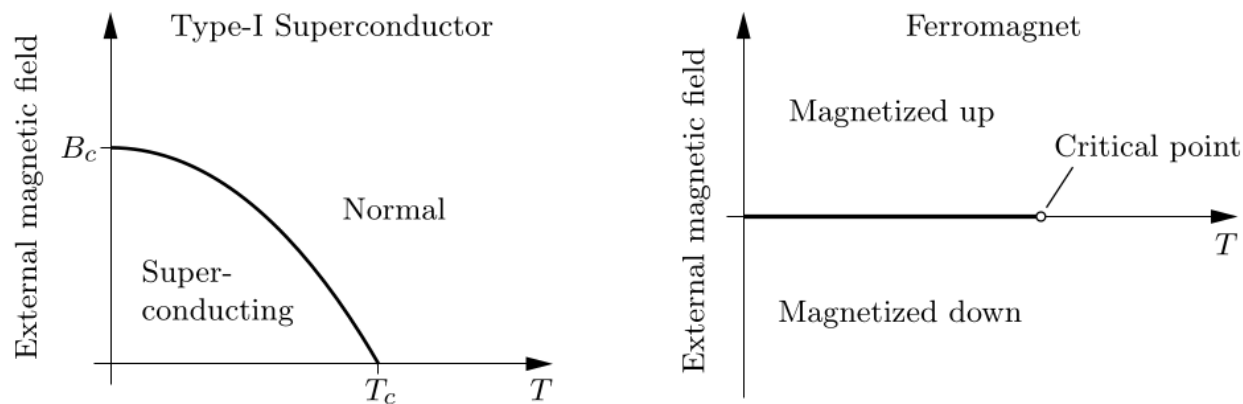 Type-I Superconductor
External magnetic field
B_c
Normal
Super-
conducting
T_c
T
Ferromagnet
External magnetic field
Magnetized up
Critical point
T
Magnetized down